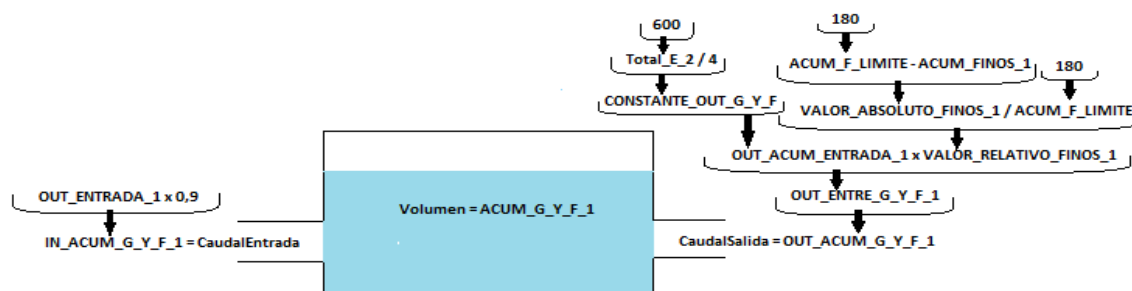 600
180
Total_E_2 / 4
ACUM_F_LIMITE - ACUM_FINOS_1
180
CONSTANTE_OUT_G_Y_F
VALOR_ABSOLUTO_FINOS_1 / ACUM_F_LIMITE
OUT_ACUM_ENTRADA_1 x VALOR_RELATIVO_FINOS_1
OUT_ENTRADA_1 x 0,9
OUT_ENTRE_G_Y_F_1
Volumen = ACUM_G_Y_F_1
IN_ACUM_G_Y_F_1 = CaudalEntrada
CaudalSalida = OUT_ACUM_G_Y_F_1